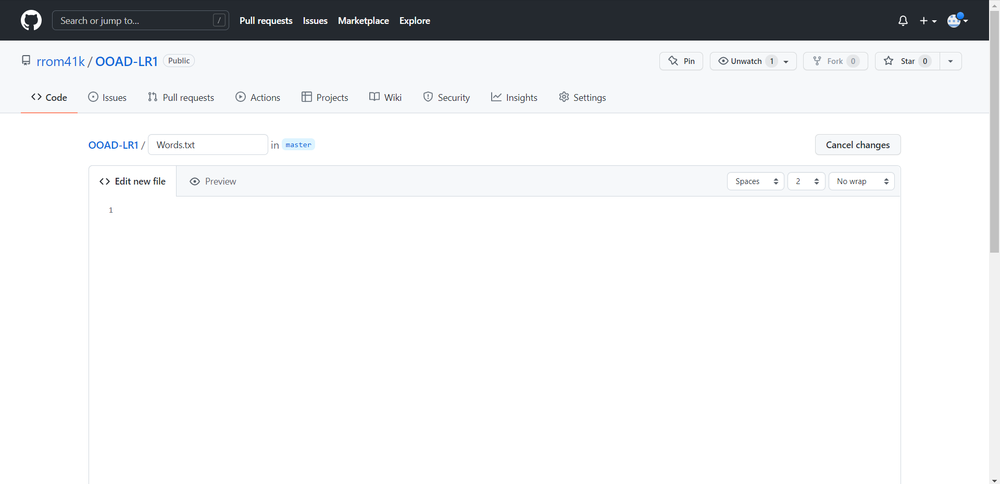 Search or jump to... / Pull requests Issues Marketplace Explore
rrom41k / OOAD-LR1 Public Pin Unwatch 1 Fork 0 Star 0
Code Issues Pull requests Actions Projects Wiki Security Insights Settings
OOAD-LR1 / Words.txt in master Cancel changes
Edit new file Preview Spaces 2 No wrap
1